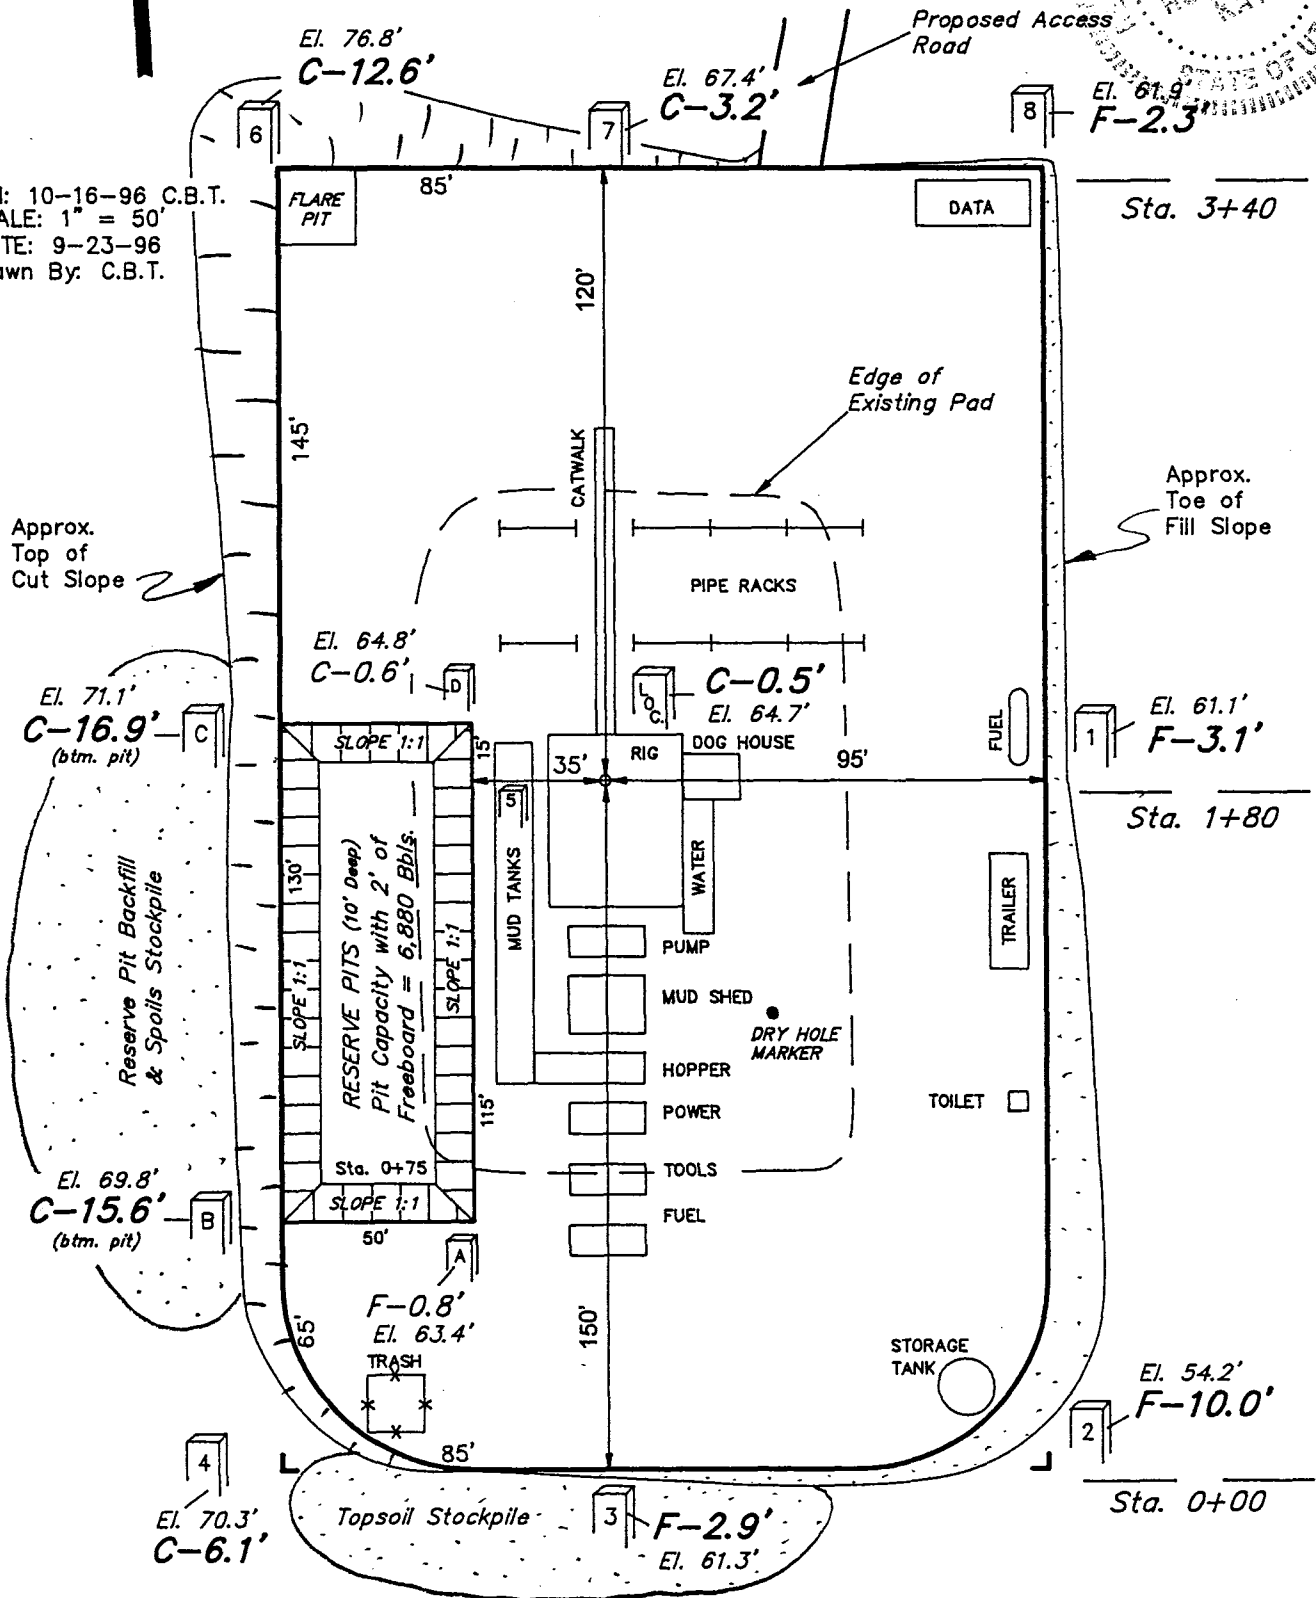 Proposed Access
Road
El. 76.8'
C-12.6'
El. 67.4'
C-3.2'
El. 61.9'
F-2.3'
STATE OF
6
7
8
10-16-96 C.B.T.
1" = 50'
9-23-96
By: C.B.T.
FLARE
PIT
85'
DATA
Sta. 3+40
120'
Edge of
Existing Pad
145'
CATWALK
Approx.
Top of
Cut Slope
Approx.
Toe of
Fill Slope
PIPE RACKS
El. 64.8'
C-0.6'
D
LOC.
C-0.5'
El. 64.7'
El. 71.1'
C-16.9'
(btm. pit)
C
SLOPE 1:1
15'
35'
RIG
DOG HOUSE
95'
FUEL
1
El. 61.1'
F-3.1'
Sta. 1+80
5
MUD TANKS
WATER
TRAILER
130'
SLOPE 1:1
RESERVE PITS (10' Deep)
Pit Capacity with 2' of
Freeboard = 6,880 Bbls.
SLOPE 1:1
115'
Reserve Pit Backfill
& Spoils Stockpile
PUMP
MUD SHED
DRY HOLE
MARKER
HOPPER
POWER
TOILET
TOOLS
FUEL
Sta. 0+75
SLOPE 1:1
50'
El. 69.8'
C-15.6'
(btm. pit)
B
A
F-0.8'
El. 63.4'
TRASH
65'
150'
STORAGE
TANK
El. 54.2'
F-10.0'
2
85'
Sta. 0+00
4
El. 70.3'
C-6.1'
Topsoil Stockpile
3
F-2.9'
El. 61.3'